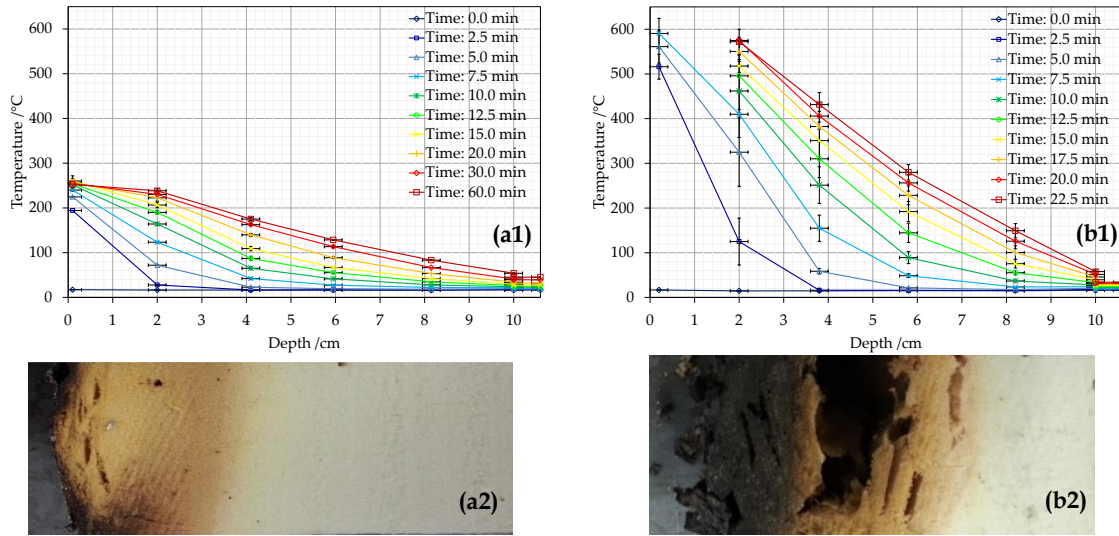 600
500
400
300
200
100
0
Temperature /°C
0 1 2 3 4 5 6 7 8 9 10
Depth /cm
Time: 0.0 min
Time: 2.5 min
Time: 5.0 min
Time: 7.5 min
Time: 10.0 min
Time: 12.5 min
Time: 15.0 min
Time: 20.0 min
Time: 30.0 min
Time: 60.0 min
(a1)
600
500
400
300
200
100
0
Temperature /°C
0 1 2 3 4 5 6 7 8 9 10
Depth /cm
Time: 0.0 min
Time: 2.5 min
Time: 5.0 min
Time: 7.5 min
Time: 10.0 min
Time: 12.5 min
Time: 15.0 min
Time: 17.5 min
Time: 20.0 min
Time: 22.5 min
(b1)
(a2)
(b2)